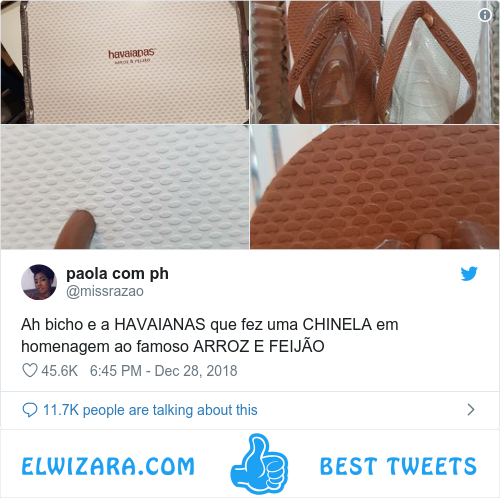 havaianas
ARROZ & FEIJÃO
paola com ph
@missrazao
Ah bicho e a HAVAIANAS que fez uma CHINELA em
homenagem ao famoso ARROZ E FEIJÃO
45.6K 6:45 PM - Dec 28, 2018
11.7K people are talking about this
ELWIZARA.COM
BEST TWEETS